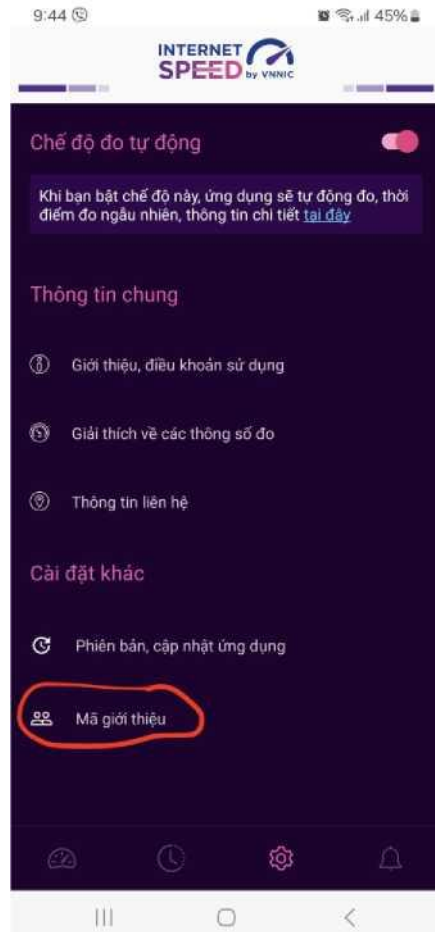 9:44
45%
INTERNET
SPEED by VNNIC
Chế độ đo tự động
Khi bạn bật chế độ này, ứng dụng sẽ tự động đo, thời
điểm đo ngẫu nhiên, thông tin chi tiết tại đây
Thông tin chung
Giới thiệu, điều khoản sử dụng
Giải thích về các thông số đo
Thông tin liên hệ
Cài đặt khác
Phiên bản, cập nhật ứng dụng
Mã giới thiệu